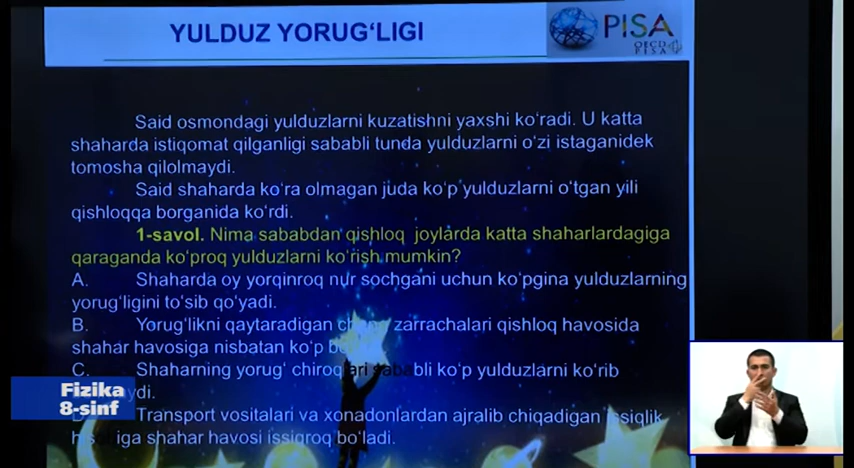 YULDUZ YORUG‘LIGI
PISA
OECD
PISA
Said osmondagi yulduzlarni kuzatishni yaxshi ko‘radi. U katta
shaharda istiqomat qilganligi sababli tunda yulduzlarni o‘zi istaganidek
tomosha qilolmaydi.
Said shaharda ko‘ra olmagan juda ko‘p yulduzlarni o‘tgan yili
qishloqqa borganida ko‘rdi.
1-savol. Nima sababdan qishloq joylarda katta shaharlardagiga
qaraganda ko‘proq yulduzlarni ko‘rish mumkin?
A. Shaharda oy yorqinroq nur sochgani uchun ko‘pgina yulduzlarning
yorug‘ligini to‘sib qo‘yadi.
B. Yorug‘likni qaytaradigan chang zarrachalari qishloq havosida
shahar havosiga nisbatan ko‘p
C. Shaharning yorug‘ chiroqlari sababli ko‘p yulduzlarni ko‘rib
D. Transport vositalari va xonadonlardan ajralib chiqadigan issiqlik
shahar havosi issiqroq bo‘ladi.
Fizika
8-sinf